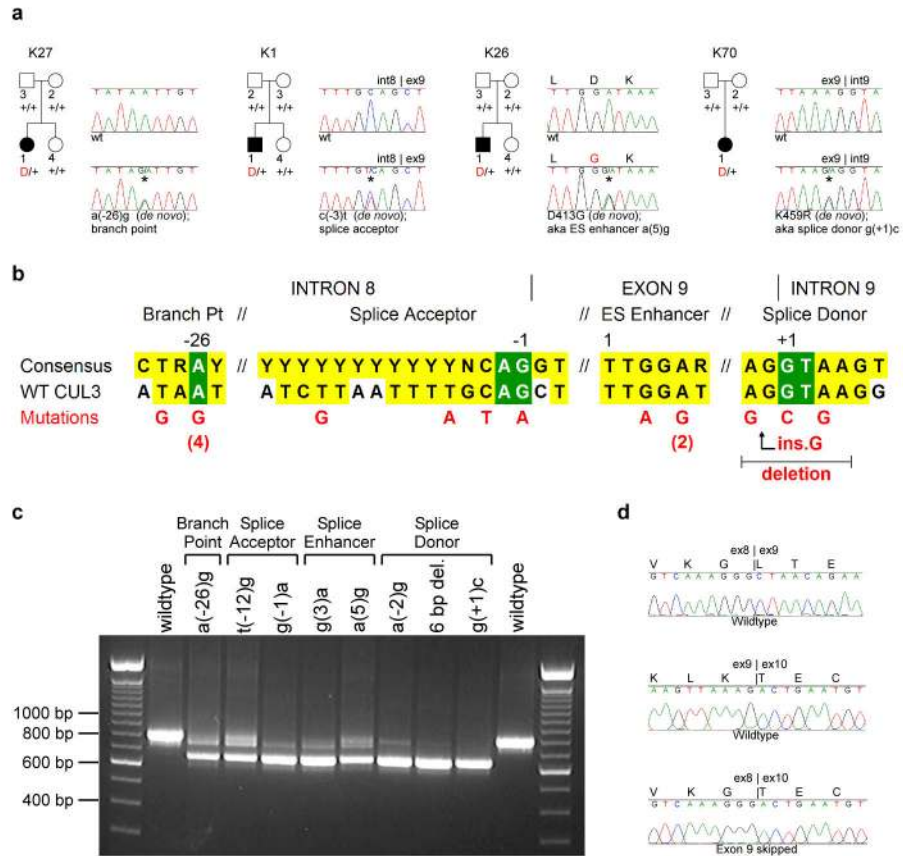 a
K27 K1 K26 K70
3 2 +/+ +/+
1 4
D/+ +/+
T A T A A T T G T
wt
T A T A G A T T G T
*
a(-26)g (de novo);
branch point
2 3 +/+ +/+
1 4
D/+ +/+
int8 | ex9
T T T G C A G C T
wt
int8 | ex9
T T T G T C A G C T
*
c(-3)t (de novo);
splice acceptor
3 2 +/+ +/+
1 4
D/+ +/+
L D K
T T G G A T A A A
wt
L G K
T T G G G A T A A A
*
D413G (de novo);
aka ES enhancer a(5)g
3 2 +/+ +/+
1
D/+
ex9 | int9
T T A A A G G T A
wt
ex9 | int9
T T A A G A G G T A
*
K459R (de novo);
aka splice donor g(+1)c
b
INTRON 8 | EXON 9 | INTRON 9
Branch Pt // Splice Acceptor // ES Enhancer // Splice Donor
-26 -1 1 +1
Consensus C T R A Y // Y Y Y Y Y Y Y Y Y Y Y N C A G G T // T T G G A R // A G G T A A G T
WT CUL3 A T A A T // A T C T T A A T T T T G C A G C T // T T G G A T // A G G T A A G G
Mutations G G G A T A A G G C G
(4) (2) ins.G
deletion
c
Branch Point Splice Acceptor Splice Enhancer Splice Donor
wildtype a(-26)g t(-12)g g(-1)a g(3)a a(5)g a(-2)g 6 bp del. g(+1)c wildtype
1000 bp
800 bp
600 bp
400 bp
d
ex8 | ex9
V K G |L T E
G T C A A A G G G C T A A C A G A A
Wildtype
ex9 | ex10
K L K |T E C
A A G T T A A A G A C T G A A T G T
Wildtype
ex8 | ex10
V K G |T E C
G T C A A A G G G A C T G A A T G T
Exon 9 skipped